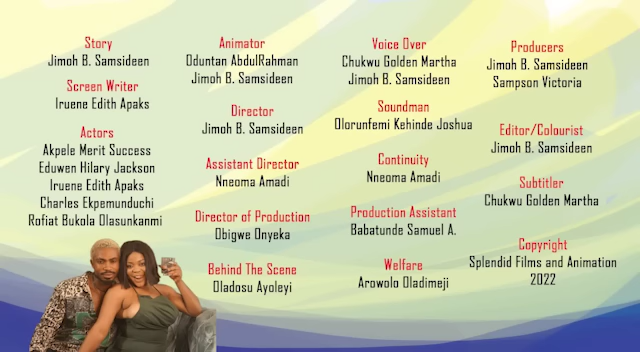 Story
Jimoh B. Samsideen
Screen Writer
Iruene Edith Apaks
Actors
Akpele Merit Success
Eduwen Hilary Jackson
Iruene Edith Apaks
Charles Ekpemunduchi
Rofiat Bukola Olasunkanmi
Animator
Oduntan AbdulRahman
Jimoh B. Samsideen
Director
Jimoh B. Samsideen
Assistant Director
Nneoma Amadi
Director of Production
Obigwe Onyeka
Behind The Scene
Oladosu Ayoleyi
Voice Over
Chukwu Golden Martha
Jimoh B. Samsideen
Soundman
Olorunfemi Kehinde Joshua
Continuity
Nneoma Amadi
Production Assistant
Babatunde Samuel A.
Welfare
Arowolo Oladimeji
Producers
Jimoh B. Samsideen
Sampson Victoria
Editor/Colourist
Jimoh B. Samsideen
Subtitler
Chukwu Golden Martha
Copyright
Splendid Films and Animation
2022